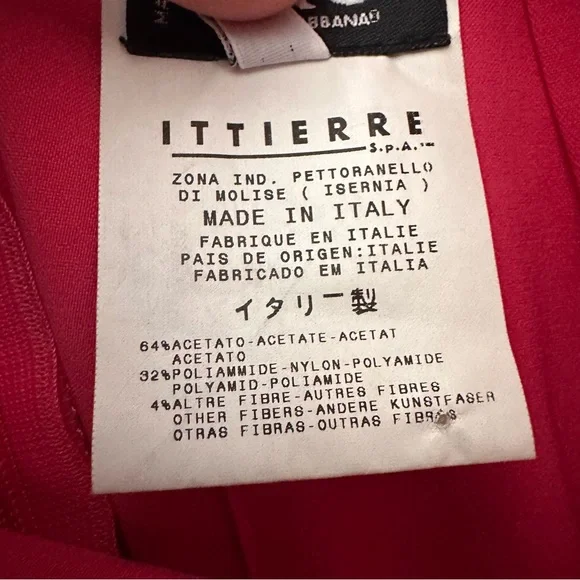 BBANA
ITTIERRE
S.p.A.
ZONA IND. PETTORANELLO
DI MOLISE ( ISERNIA )
MADE IN ITALY
FABRIQUE EN ITALIE
PAIS DE ORIGEN:ITALIE
FABRICADO EM ITALIA
イタリー製
64%ACETATO-ACETATE-ACETAT
ACETATO
32%POLIAMMIDE-NYLON-POLYAMIDE
POLYAMID-POLIAMIDE
4%ALTRE FIBRE-AUTRES FIBRES
OTHER FIBERS-ANDERE KUNSTFASER
OTRAS FIBRAS-OUTRAS FIBRAS